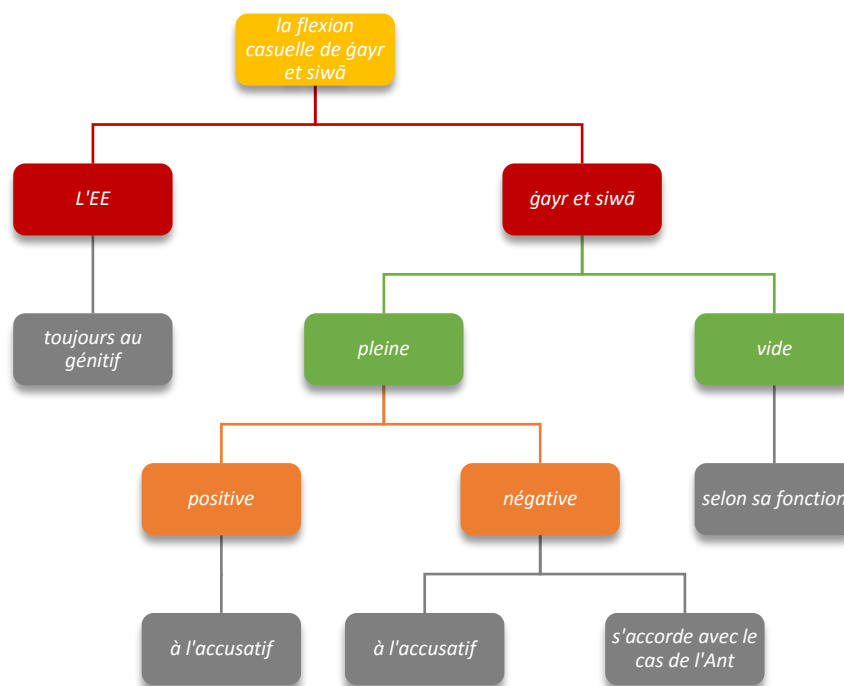 la flexion
casuelle de ġayr
et siwā
L'EE
ġayr et siwā
toujours au
génitif
pleine
vide
positive
négative
selon sa fonction
à l'accusatif
à l'accusatif
s'accorde avec le
cas de l'Ant